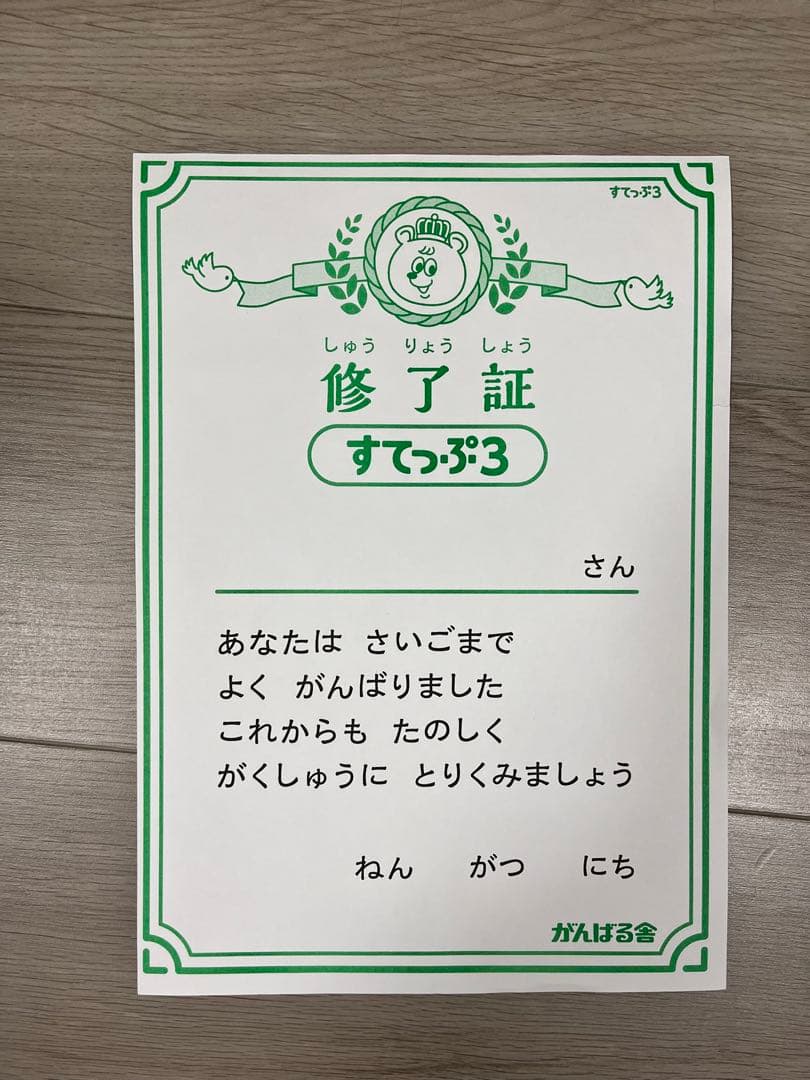 すてっぷ3
しゅう りょう しょう
修了証
すてっぷ3
さん
あなたは さいごまで
よく がんばりました
これからも たのしく
がくしゅうに とりくみましょう
ねん がつ にち
がんばる舎